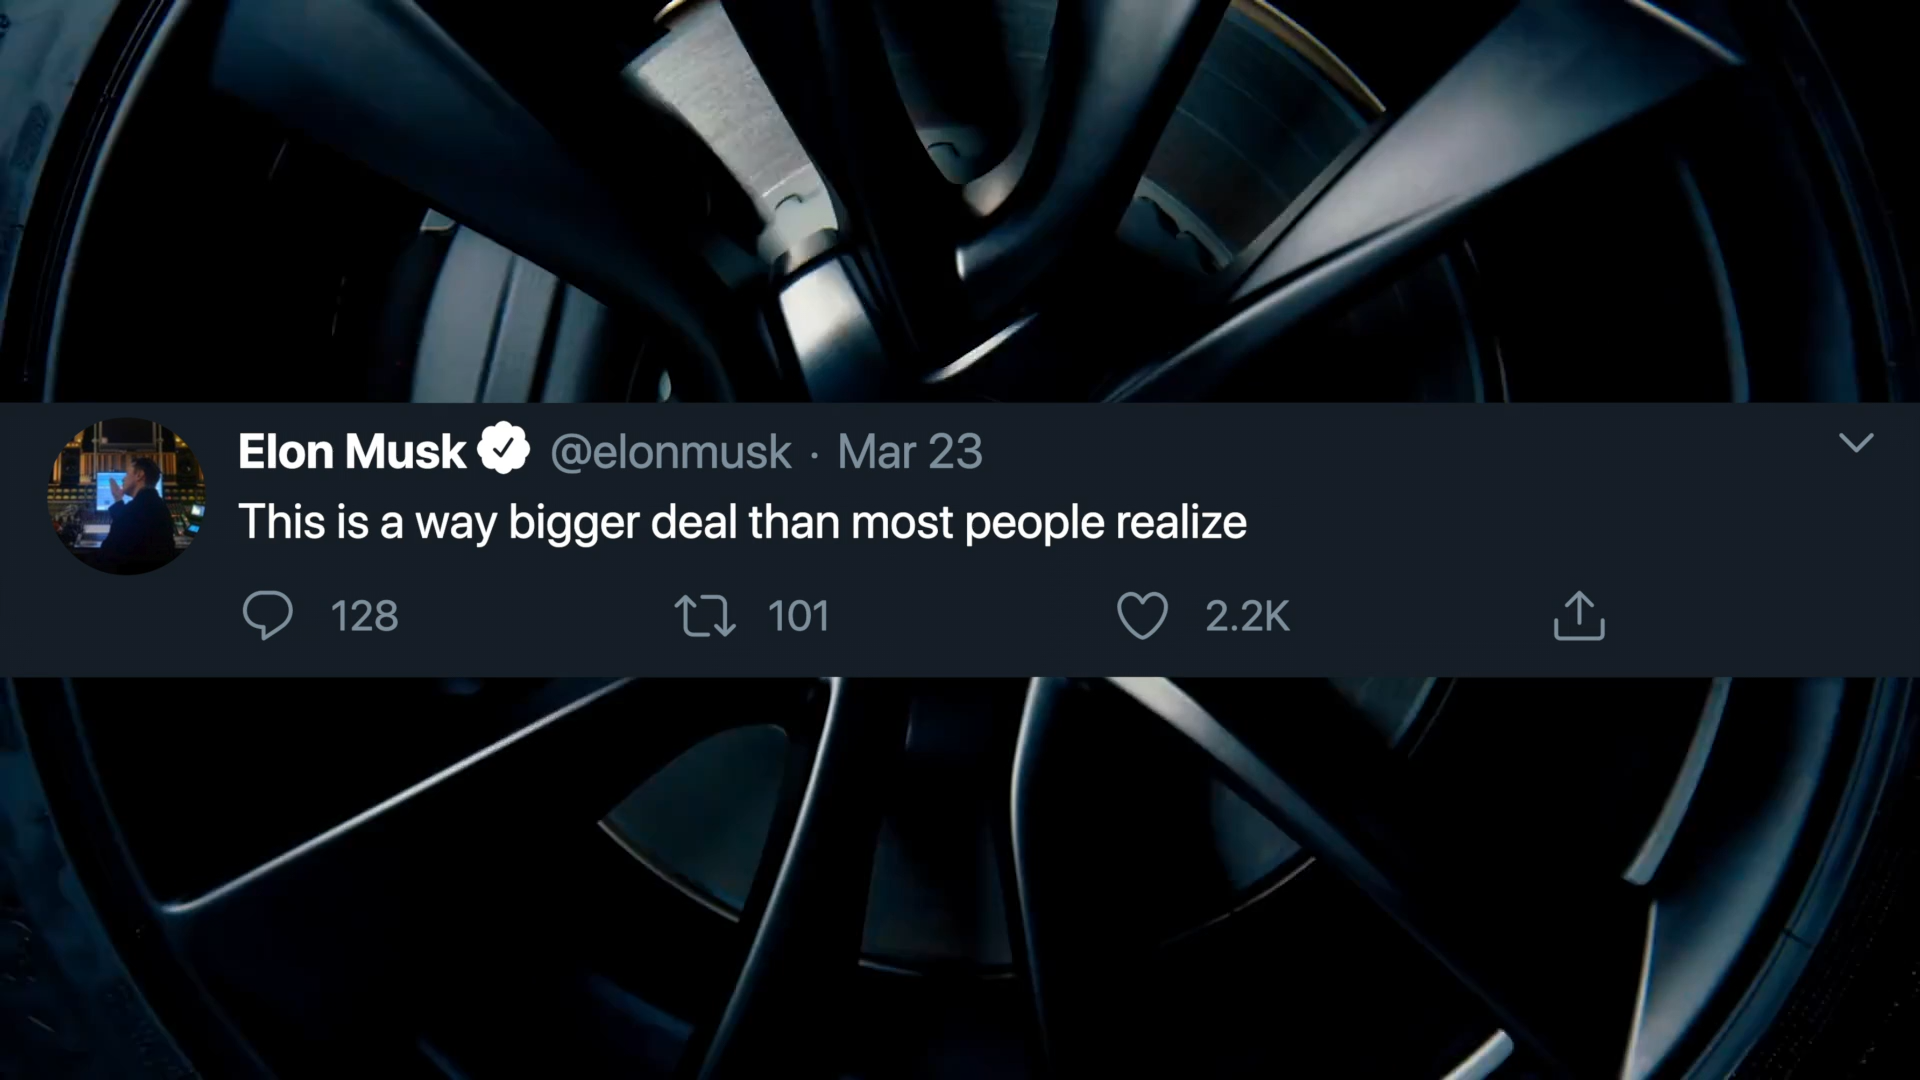 Elon Musk @elonmusk · Mar 23
This is a way bigger deal than most people realize
128 101 2.2K